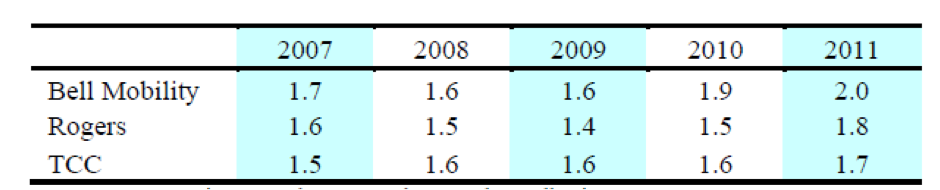 2007 2008 2009 2010 2011
Bell Mobility 1.7 1.6 1.6 1.9 2.0
Rogers 1.6 1.5 1.4 1.5 1.8
TCC 1.5 1.6 1.6 1.6 1.7